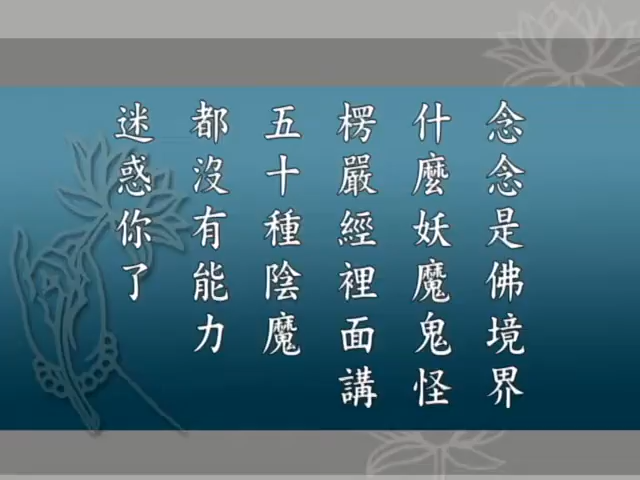 念念是佛境界
什麼妖魔鬼怪
楞嚴經裡面講
五十種陰魔
都沒有能力
迷惑你了